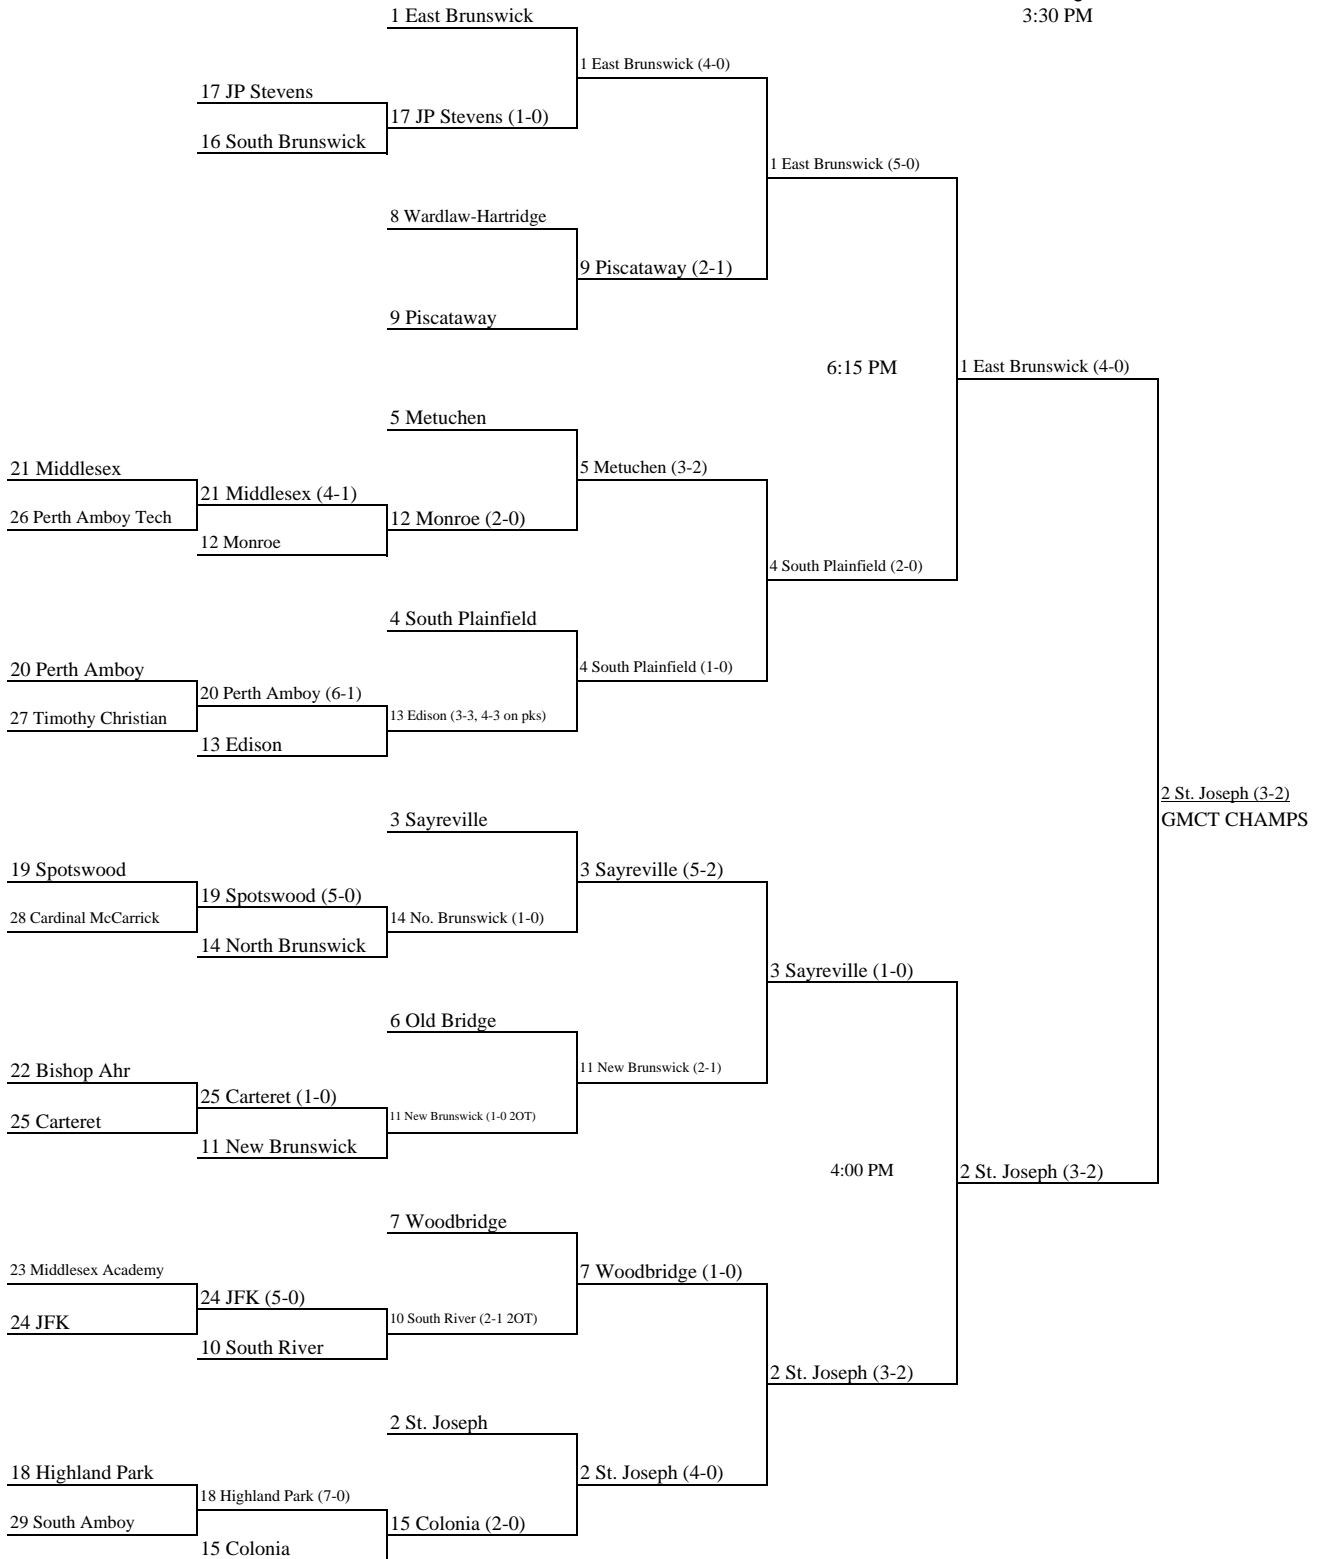 3:30 PM
1 East Brunswick
1 East Brunswick (4-0)
17 JP Stevens
17 JP Stevens (1-0)
16 South Brunswick
1 East Brunswick (5-0)
8 Wardlaw-Hartridge
9 Piscataway (2-1)
9 Piscataway
6:15 PM
1 East Brunswick (4-0)
5 Metuchen
21 Middlesex
5 Metuchen (3-2)
21 Middlesex (4-1)
26 Perth Amboy Tech
12 Monroe (2-0)
12 Monroe
4 South Plainfield (2-0)
4 South Plainfield
20 Perth Amboy
4 South Plainfield (1-0)
20 Perth Amboy (6-1)
27 Timothy Christian
13 Edison (3-3, 4-3 on pks)
13 Edison
2 St. Joseph (3-2)
GMCT CHAMPS
3 Sayreville
19 Spotswood
3 Sayreville (5-2)
19 Spotswood (5-0)
28 Cardinal McCarrick
14 No. Brunswick (1-0)
14 North Brunswick
3 Sayreville (1-0)
6 Old Bridge
22 Bishop Ahr
11 New Brunswick (2-1)
25 Carteret (1-0)
25 Carteret
11 New Brunswick (1-0 2OT)
11 New Brunswick
4:00 PM
2 St. Joseph (3-2)
7 Woodbridge
23 Middlesex Academy
7 Woodbridge (1-0)
24 JFK (5-0)
24 JFK
10 South River (2-1 2OT)
10 South River
2 St. Joseph (3-2)
2 St. Joseph
18 Highland Park
2 St. Joseph (4-0)
18 Highland Park (7-0)
29 South Amboy
15 Colonia (2-0)
15 Colonia